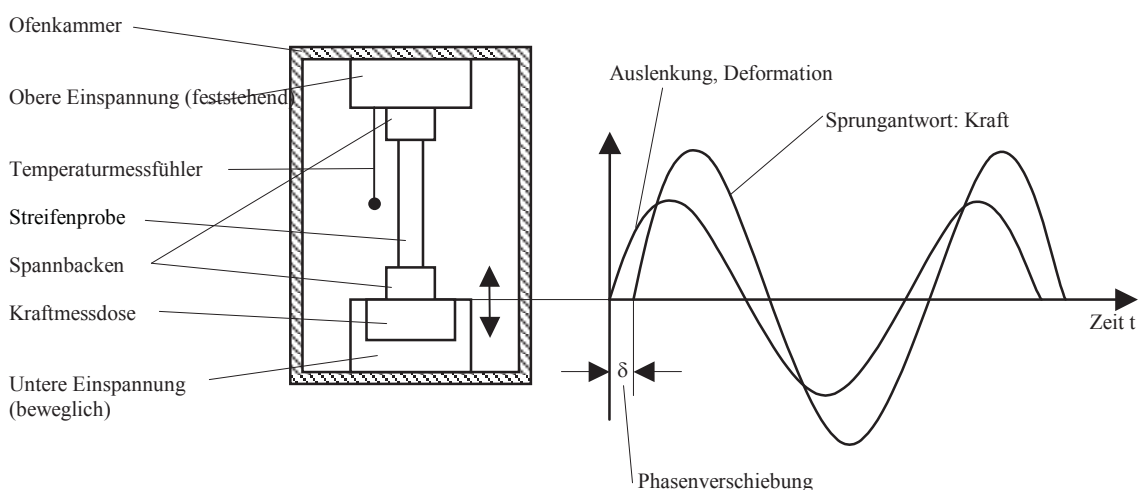 Ofenkammer
Obere Einspannung (feststehend)
Temperaturmessfühler
Streifenprobe
Spannbacken
Kraftmessdose
Untere Einspannung
(beweglich)
Auslenkung, Deformation
Sprungantwort: Kraft
Zeit t
δ
Phasenverschiebung